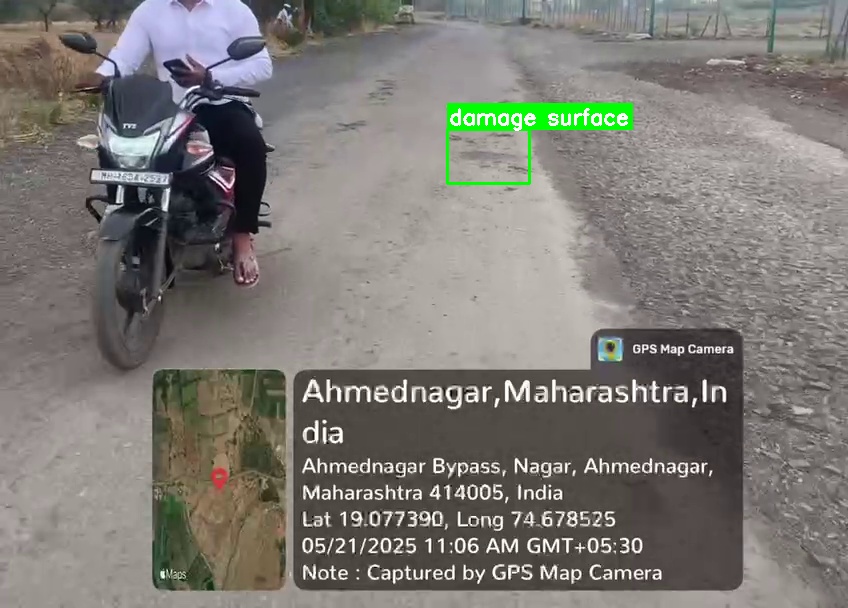 damage surface
TVS
GPS Map Camera
Ahmednagar,Maharashtra,In
dia
Ahmednagar Bypass, Nagar, Ahmednagar,
Maharashtra 414005, India
Lat 19.077390, Long 74.678525
05/21/2025 11:06 AM GMT+05:30
Note : Captured by GPS Map Camera
Maps